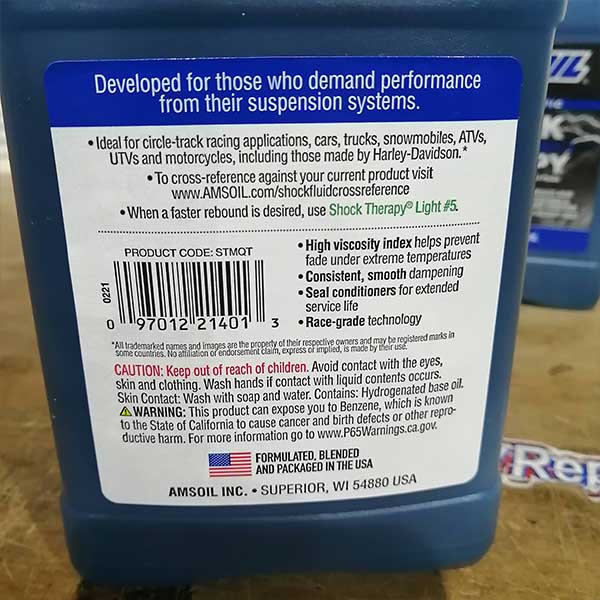 Developed for those who demand performance
from their suspension systems.
• Ideal for circle-track racing applications, cars, trucks, snowmobiles, ATVs,
UTVs and motorcycles, including those made by Harley-Davidson.*
• To cross-reference against your current product visit
www.AMSOIL.com/shockfluidcrossreference
• When a faster rebound is desired, use Shock Therapy® Light #5.
PRODUCT CODE: STMQT
0221
0 97012 21401 3
• High viscosity index helps prevent
fade under extreme temperatures
• Consistent, smooth dampening
• Seal conditioners for extended
service life
• Race-grade technology
*All trademarked names and images are the property of their respective owners and may be registered marks in
some countries. No affiliation or endorsement claim, express or implied, is made by their use.
CAUTION: Keep out of reach of children. Avoid contact with the eyes,
skin and clothing. Wash hands if contact with liquid contents occurs.
Skin Contact: Wash with soap and water. Contains: Hydrogenated base oil.
⚠WARNING: This product can expose you to Benzene, which is known
to the State of California to cause cancer and birth defects or other repro-
ductive harm. For more information go to www.P65Warnings.ca.gov.
FORMULATED, BLENDED
AND PACKAGED IN THE USA
AMSOIL INC. • SUPERIOR, WI 54880 USA
Rep